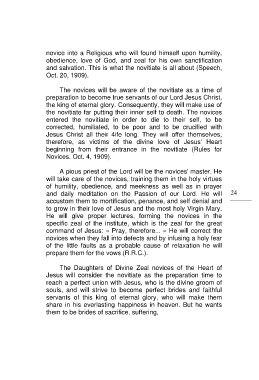 novice into a Religious who will found himself upon humility,
obedience, love of God, and zeal for his own sanctification
and salvation. This is what the novitiate is all about (Speech,
Oct. 20, 1909).
The novices will be aware of the novitiate as a time of
preparation to become true servants of our Lord Jesus Christ,
the king of eternal glory. Consequently, they will make use of
the novitiate far putting their inner self to death. The novices
entered the novitiate in order to die to their self, to be
corrected, humiliated, to be poor and to be crucified with
Jesus Christ all their 4ife long. They will offer themselves,
therefore, as victims of the divine love of Jesus' Heart
beginning from their entrance in the novitiate (Rules for
Novices, Oct. 4, 1909).
A pious priest of the Lord will be the novices' master. He
will take care of the novices, training them in the holy virtues
of humility, obedience, and meekness as well as in prayer
and daily meditation on the Passion of our Lord. He will
24
accustom them to mortification, penance, and self denial and
to grow in their love of Jesus and the most holy Virgin Mary.
He will give proper lectures, forming the novices in the
specific zeal of the institute, which is the zeal for the great
command of Jesus: « Pray, therefore... » He will correct the
novices when they fall into defects and by infusing a holy fear
of the little faults as a probable cause of relaxation he will
prepare them for the vows (R.R.C.).
The Daughters of Divine Zeal novices of the Heart of
Jesus will consider the novitiate as the preparation time to
reach a perfect union with Jesus, who is the divine groom of
souls, and will strive to become perfect brides and faithful
servants of this king of eternal glory, who will make them
share in his everlasting happiness in heaven. But he wants
them to be brides of sacrifice, suffering,